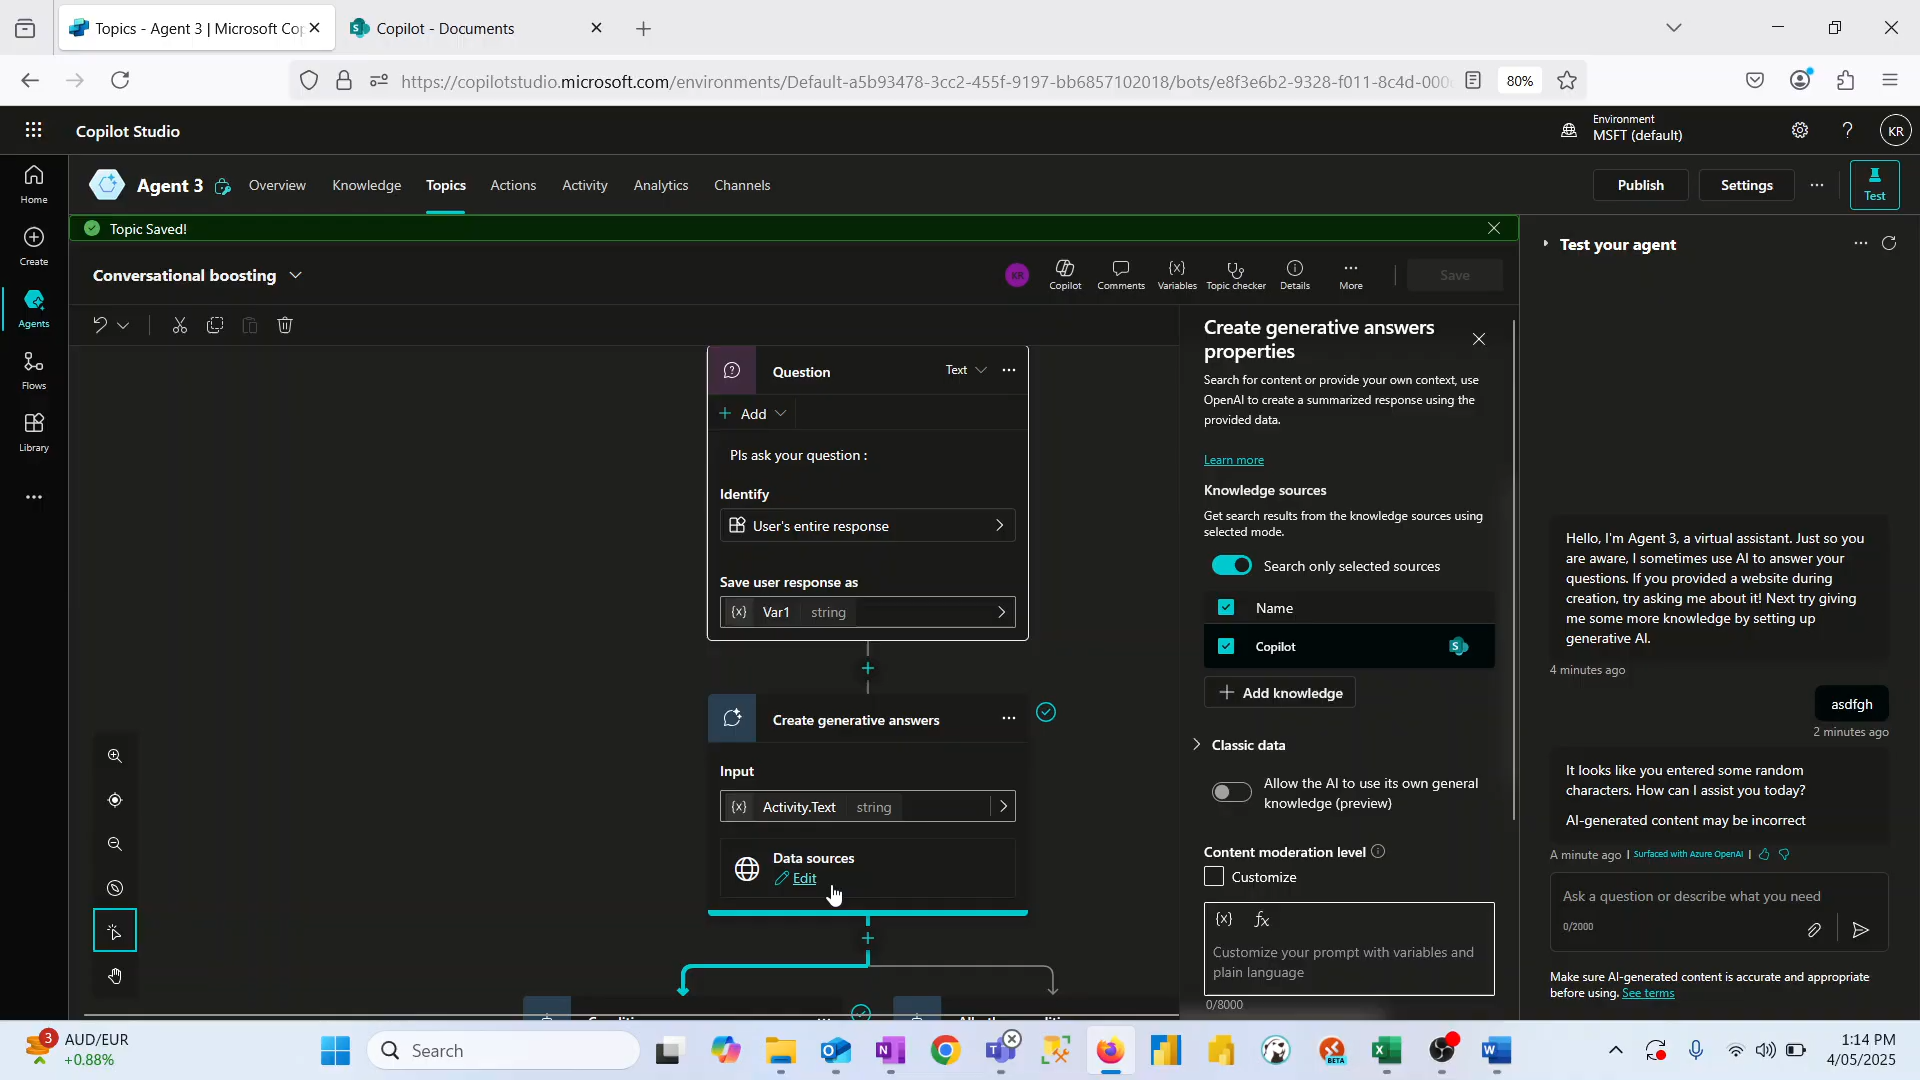 Topics - Agent 3 | Microsoft Cop
Copilot - Documents
https://copilotstudio.microsoft.com/environments/Default-a5b93478-3cc2-455f-9197-bb6857102018/bots/e8f3e6b2-9328-f011-8c4d-000
80%
Copilot Studio
Environment
MSFT (default)
KR
Agent 3
Overview
Knowledge
Topics
Actions
Activity
Analytics
Channels
Publish
Settings
Test
Home
Create
Agents
Flows
Library
Topic Saved!
Conversational boosting
KR
Copilot
Comments
Variables
Topic checker
Details
More
Save
Question
Text
Add
Pls ask your question :
Identify
User's entire response
Save user response as
{x} Var1 string
Create generative answers
Input
{x} Activity.Text string
Data sources
Edit
Create generative answers
properties
Search for content or provide your own context, use
OpenAI to create a summarized response using the
provided data.
Learn more
Knowledge sources
Get search results from the knowledge sources using
selected mode.
Search only selected sources
Name
Copilot
Add knowledge
Classic data
Allow the AI to use its own general
knowledge (preview)
Content moderation level
Customize
{x} fx
Customize your prompt with variables and
plain language
0/8000
Test your agent
Hello, I'm Agent 3, a virtual assistant. Just so you
are aware, I sometimes use AI to answer your
questions. If you provided a website during
creation, try asking me about it! Next try giving
me some more knowledge by setting up
generative AI.
4 minutes ago
asdfgh
2 minutes ago
It looks like you entered some random
characters. How can I assist you today?
AI-generated content may be incorrect
A minute ago | Surfaced with Azure OpenAI |
Ask a question or describe what you need
0/2000
Make sure AI-generated content is accurate and appropriate
before using. See terms
3
AUD/EUR
+0.88%
Search
BETA
1:14 PM
4/05/2025